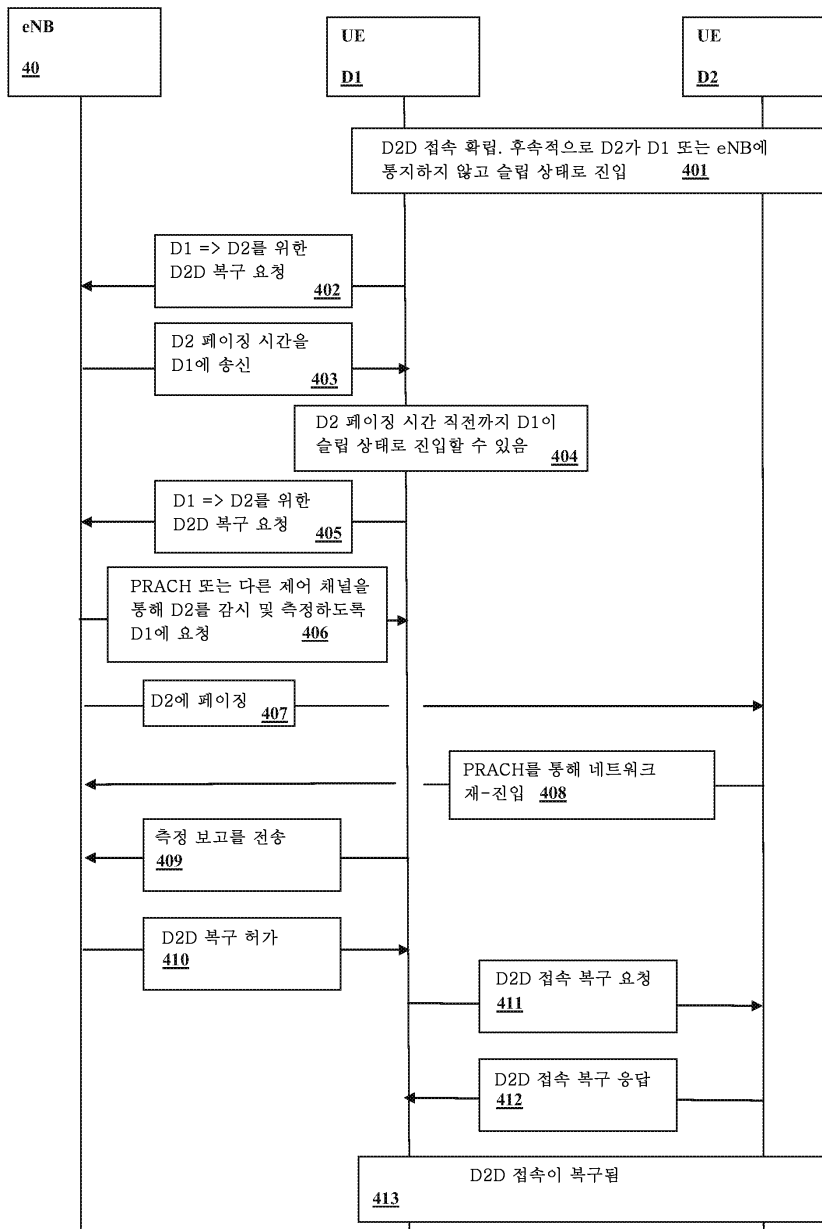 eNB
40
UE
D1
UE
D2
D2D 접속 확립. 후속적으로 D2가 D1 또는 eNB에
통지하지 않고 슬립 상태로 진입 401
D1 => D2를 위한
D2D 복구 요청
402
D2 페이징 시간을
D1에 송신
403
D2 페이징 시간 직전까지 D1이
슬립 상태로 진입할 수 있음 404
D1 => D2를 위한
D2D 복구 요청 405
PRACH 또는 다른 제어 채널을
통해 D2를 감시 및 측정하도록
D1에 요청 406
D2에 페이징 407
PRACH를 통해 네트워크
재-진입 408
측정 보고를 전송
409
D2D 복구 허가
410
D2D 접속 복구 요청
411
D2D 접속 복구 응답
412
D2D 접속이 복구됨
413